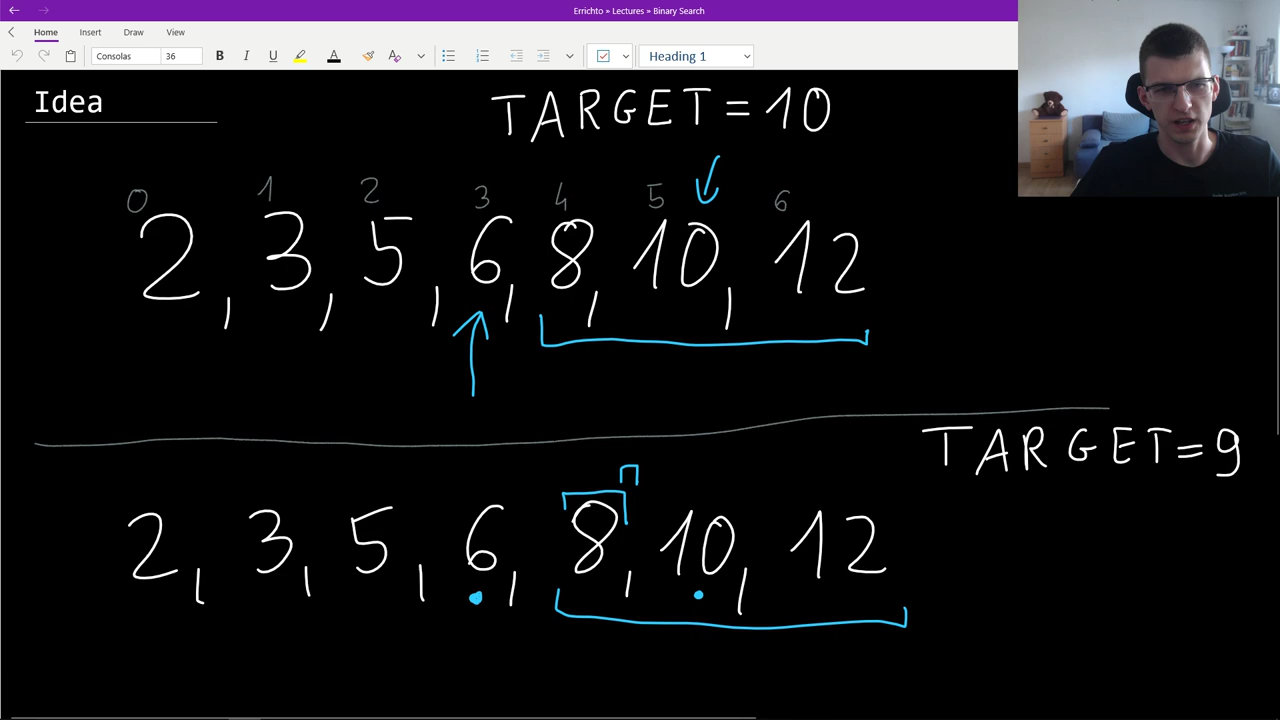 Errichto » Lectures » Binary Search
Home Insert Draw View
Consolas 36 B I U A A Heading 1
Idea
TARGET = 10
0 1 2 3 4 5 6
2, 3, 5, 6, 8, 10, 12
TARGET = 9
2, 3, 5, 6, 8, 10, 12